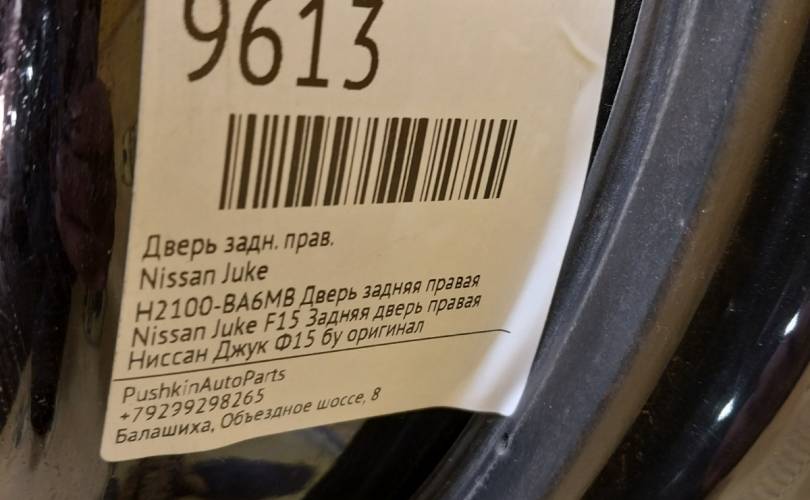 9613
Дверь задн. прав.
Nissan Juke
H2100-BA6MB Дверь задняя правая
Nissan Juke F15 Задняя дверь правая
Ниссан Джук Ф15 бу оригинал
PushkinAutoParts
+79299298265
Балашиха, Объездное шоссе, 8